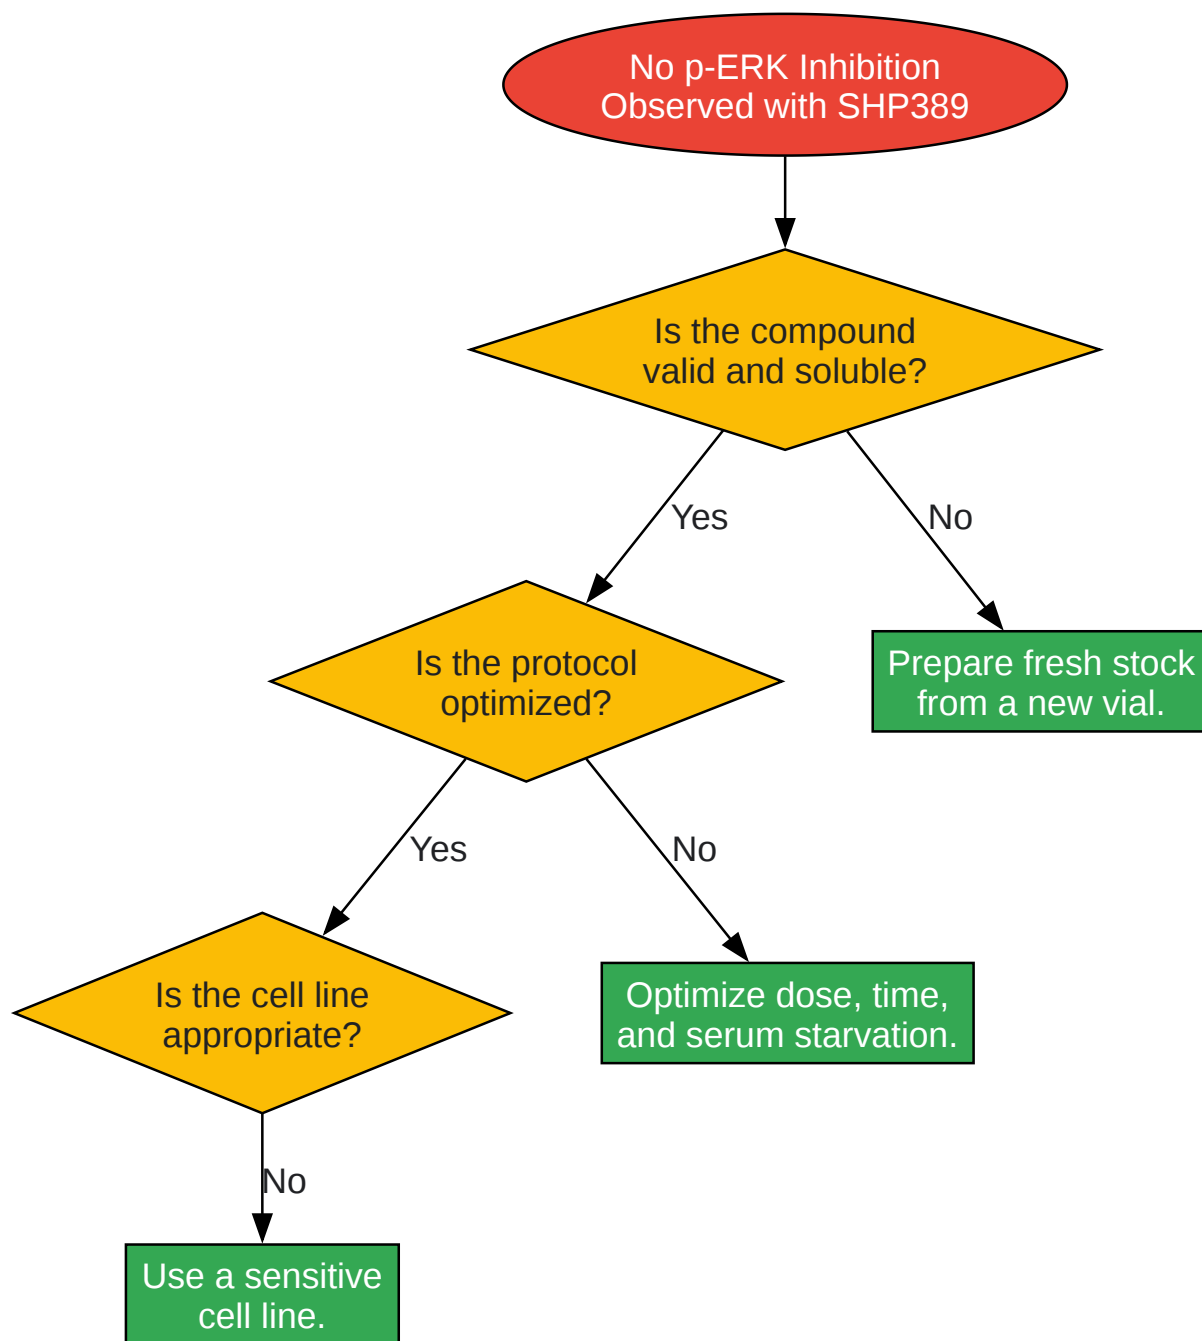 No p-ERK Inhibition
Observed with SHP389
Is the compound
valid and soluble?
Yes
No
Is the protocol
optimized?
Prepare fresh stock
from a new vial.
Yes
No
Is the cell line
appropriate?
Optimize dose, time,
and serum starvation.
No
Use a sensitive
cell line.